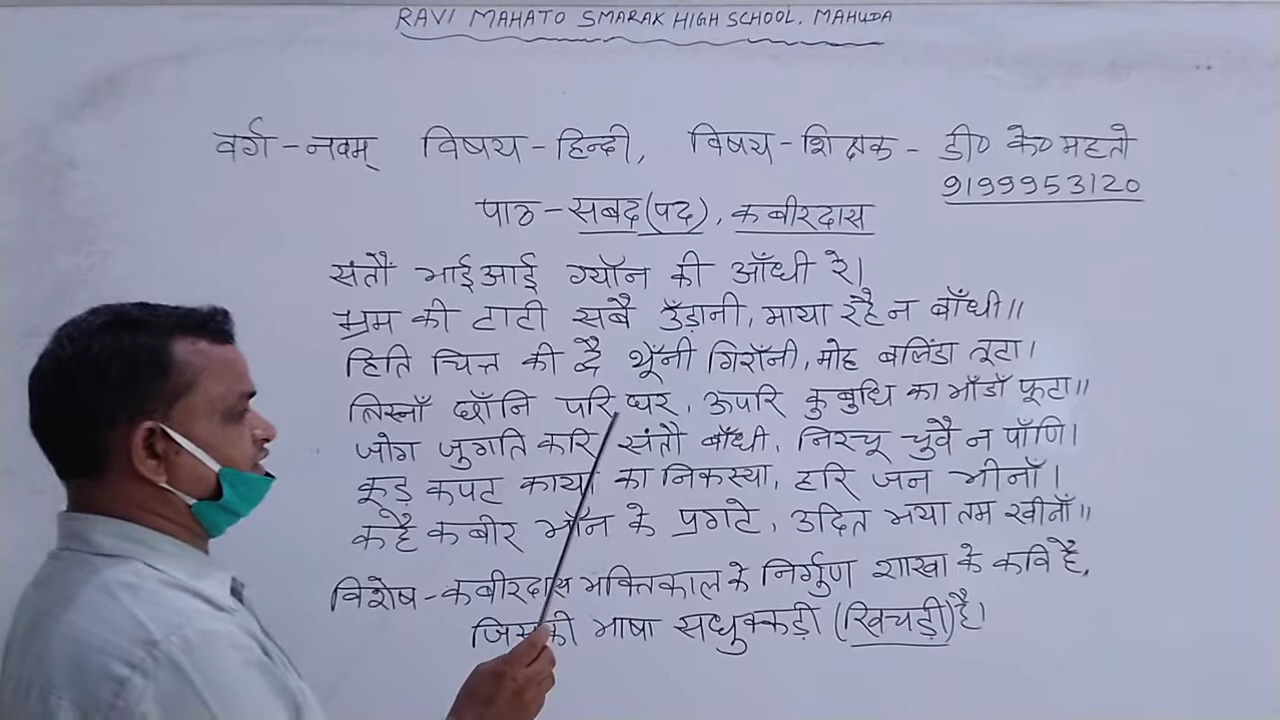 RAVI MAHATO SMARAK HIGH SCHOOL, MAHUDA
वर्ग - नवम् विषय - हिन्दी, विषय - शिक्षक - डी० के० महतो
9199953120
पाठ - सबद (पद), कबीरदास
संतौं भाई आई ग्याँन की आँधी रे।
भ्रम की टाटी सबै उँड़ानी, माया रहै न बाँधी॥
हिति चित्त की द्वै थूँनी गिराँनी, मोह बलिंडा तूटा।
त्रिस्नाँ छाँनि परि घर, ऊपरि कुबुधि का भाँडाँ फूटा॥
जोग जुगति करि संतौ बाँधी, निरचू चुवै न पाँणि।
कूड़ कपट काया का निकस्या, हरि जन भीनाँ।
कहै कबीर भाँन के प्रगटे, उदित भया तम खीनाँ॥
विशेष - कबीरदास भक्तिकाल के निर्गुण शाखा के कवि है,
जिसकी भाषा सधुक्कड़ी (खिचड़ी) है।